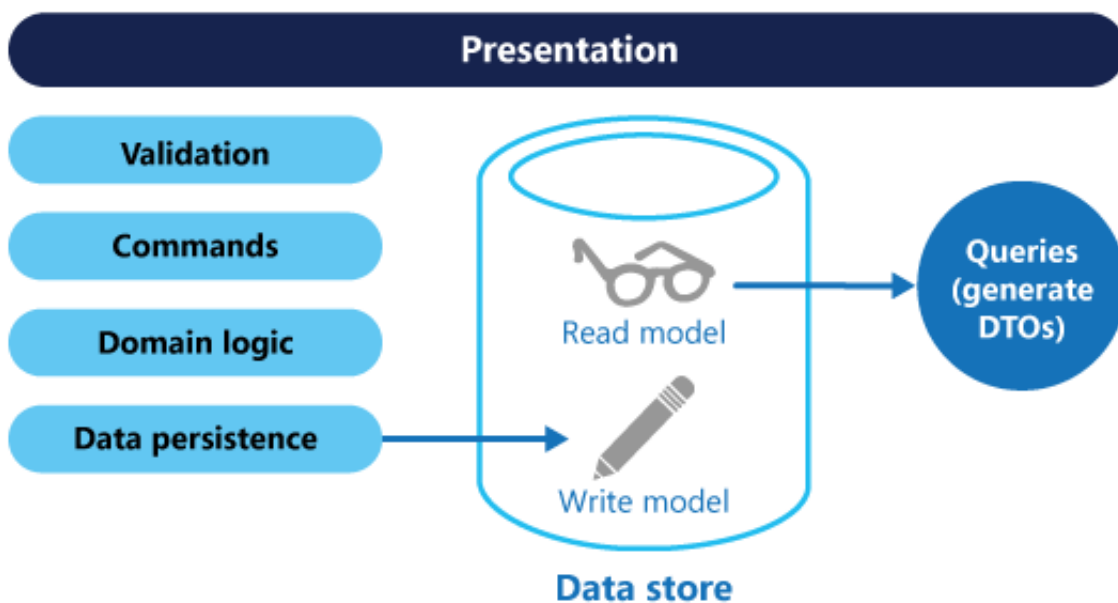 Presentation
Validation
Commands
Domain logic
Data persistence
Read model
Write model
Data store
Queries
(generate
DTOs)